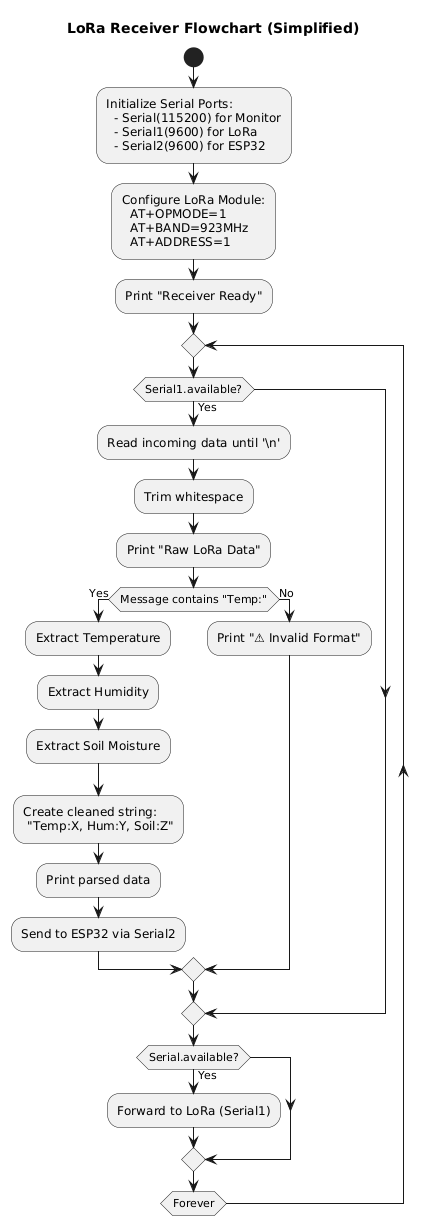 LoRa Receiver Flowchart (Simplified)
Initialize Serial Ports:
- Serial(115200) for Monitor
- Serial1(9600) for LoRa
- Serial2(9600) for ESP32
Configure LoRa Module:
AT+OPMODE=1
AT+BAND=923MHz
AT+ADDRESS=1
Print "Receiver Ready"
Serial1.available?
Yes
Read incoming data until '\n'
Trim whitespace
Print "Raw LoRa Data"
Message contains "Temp:"
Yes
Extract Temperature
Extract Humidity
Extract Soil Moisture
Create cleaned string:
"Temp:X, Hum:Y, Soil:Z"
Print parsed data
Send to ESP32 via Serial2
No
Print "⚠ Invalid Format"
Serial.available?
Yes
Forward to LoRa (Serial1)
Forever